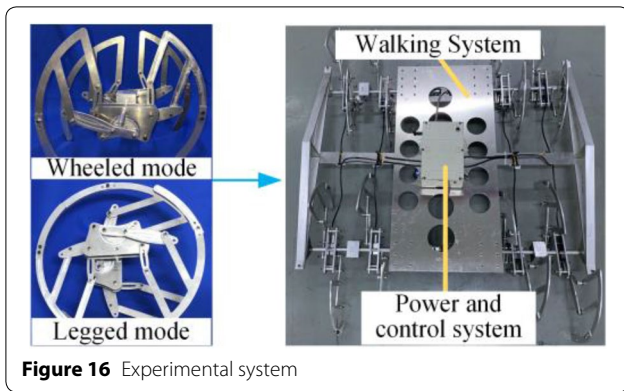 Wheeled mode
Legged mode
Walking System
Power and
control system
Figure 16 Experimental system